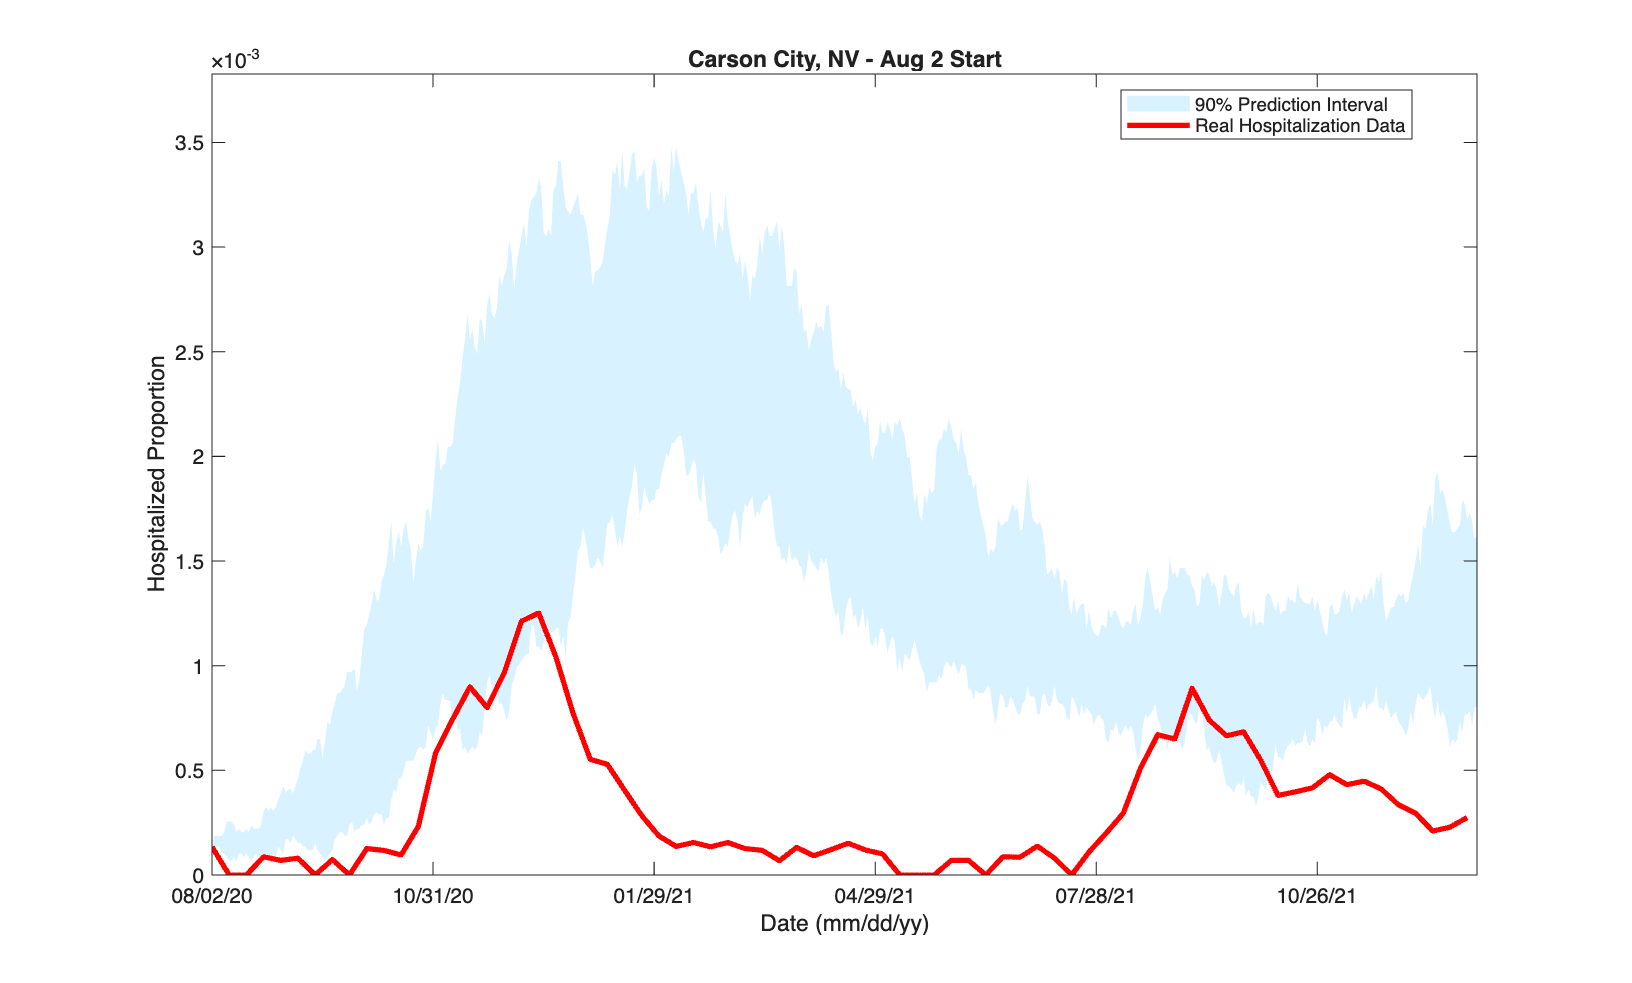 Carson City, NV - Aug 2 Start
×10-3
90% Prediction Interval
Real Hospitalization Data
3.5
3
2.5
2
1.5
1
0.5
0
Hospitalized Proportion
08/02/20 10/31/20 01/29/21 04/29/21 07/28/21 10/26/21
Date (mm/dd/yy)